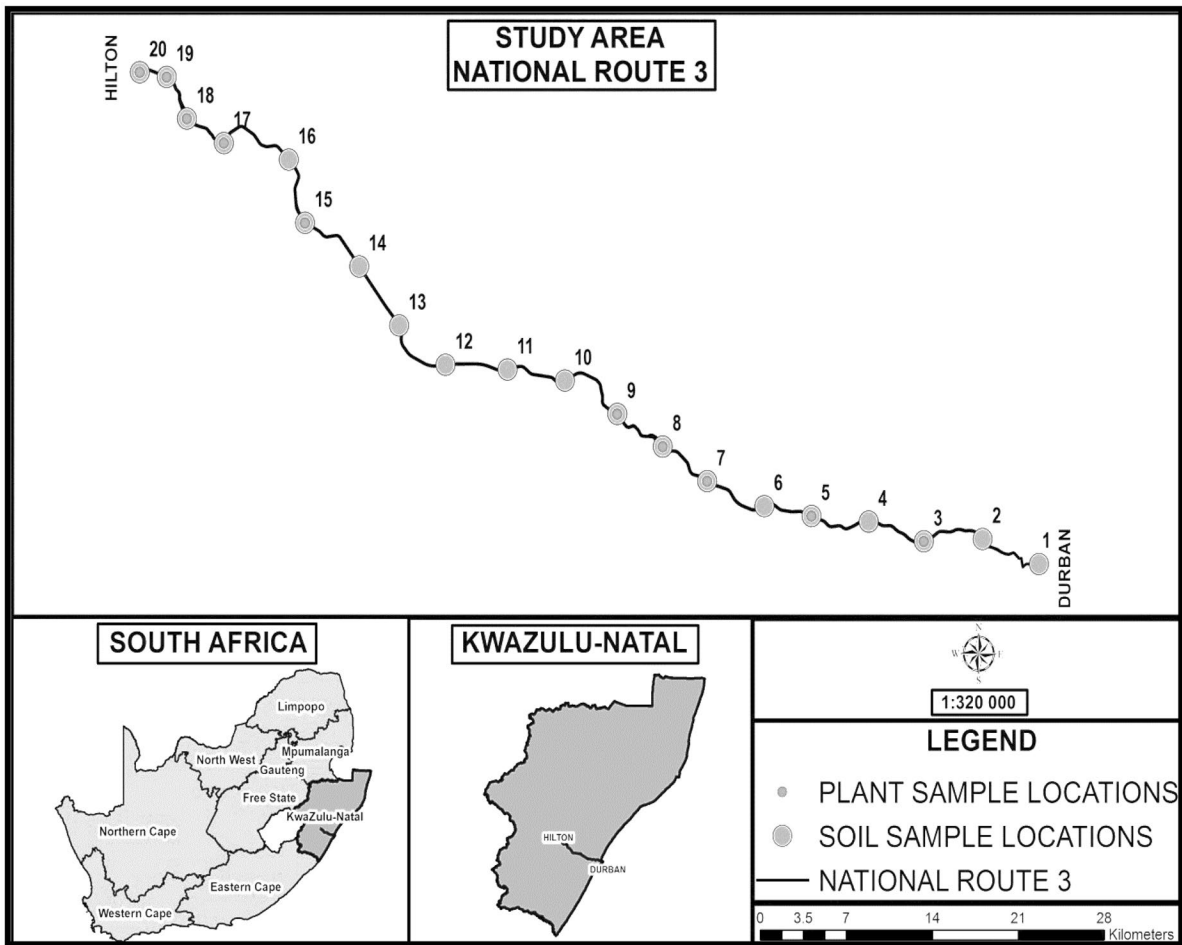 STUDY AREA
NATIONAL ROUTE 3
HILTON
20
19
18
17
16
15
14
13
12
11
10
9
8
7
6
5
4
3
2
1
DURBAN
SOUTH AFRICA
Limpopo
North West
Mpumalanga
Gauteng
Free State
KwaZulu-Natal
Northern Cape
Eastern Cape
Western Cape
KWAZULU-NATAL
HILTON
DURBAN
N
W E
S
1:320 000
LEGEND
PLANT SAMPLE LOCATIONS
SOIL SAMPLE LOCATIONS
NATIONAL ROUTE 3
0 3.5 7 14 21 28
Kilometers